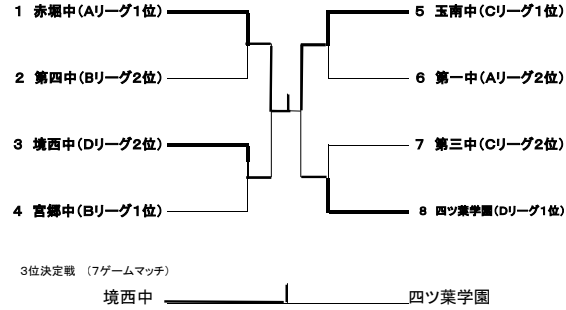 1 赤堀中(Aリーグ1位)
2 第四中(Bリーグ2位)
3 境西中(Dリーグ2位)
4 宮郷中(Bリーグ1位)
5 玉南中(Cリーグ1位)
6 第一中(Aリーグ2位)
7 第三中(Cリーグ2位)
8 四ツ葉学園(Dリーグ1位)
3位決定戦 (7ゲームマッチ)
境西中 四ツ葉学園